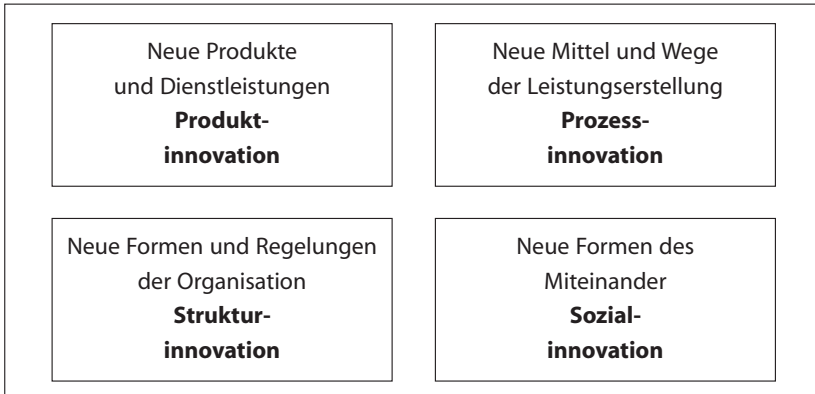 Neue Produkte
und Dienstleistungen
Produkt-
innovation
Neue Mittel und Wege
der Leistungserstellung
Prozess-
innovation
Neue Formen und Regelungen
der Organisation
Struktur-
innovation
Neue Formen des
Miteinander
Sozial-
innovation